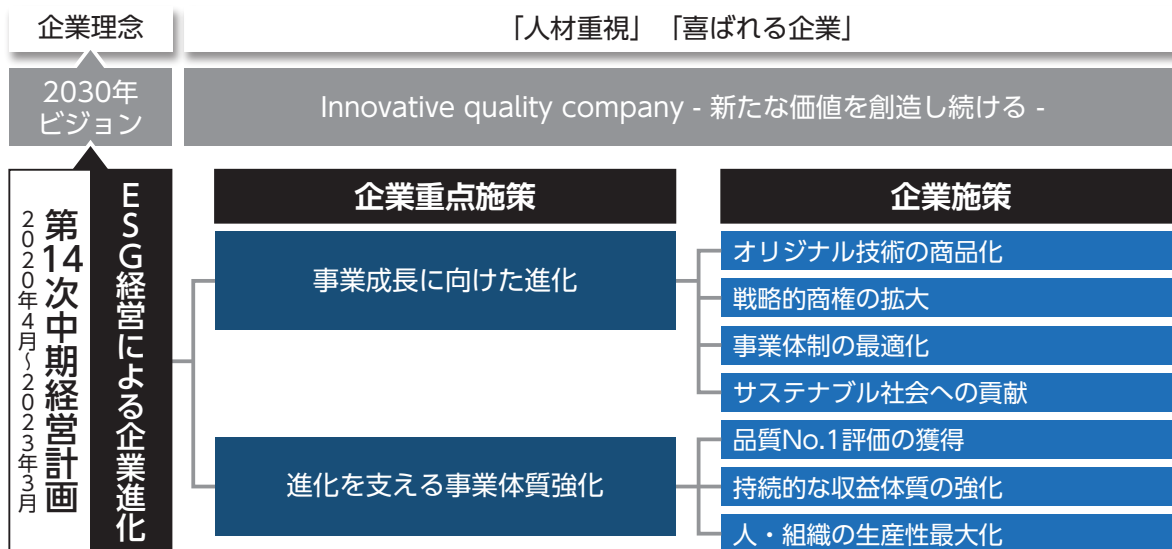 企業理念
「人材重視」「喜ばれる企業」
2030年
ビジョン
Innovative quality company - 新たな価値を創造し続ける -
第14次中期経営計画
2020年4月～2023年3月
ESG経営による企業進化
企業重点施策
企業施策
事業成長に向けた進化
オリジナル技術の商品化
戦略的商権の拡大
事業体制の最適化
サステナブル社会への貢献
進化を支える事業体質強化
品質No.1評価の獲得
持続的な収益体質の強化
人・組織の生産性最大化